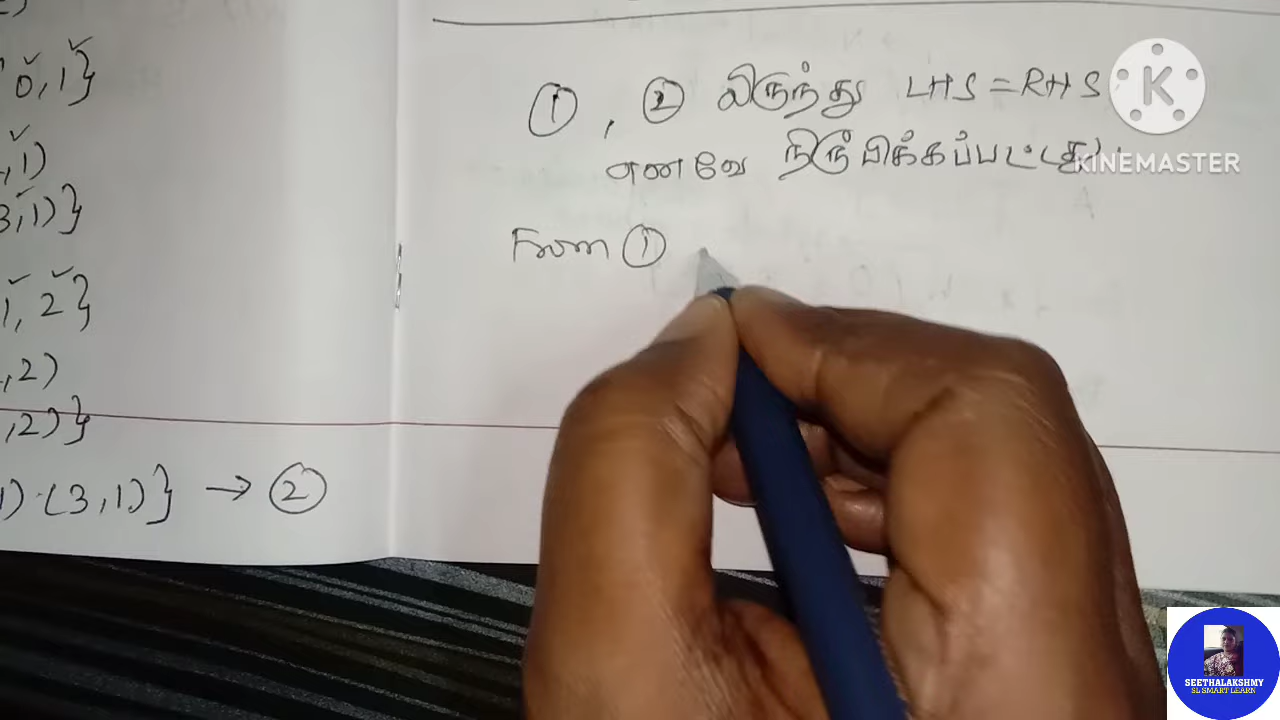 0, 1}
, 1)
3, 1)}
1, 2}
, 2)
, 2)}
1) . (3, 1)} → ②
①, ② லிருந்து LHS = RHS
எனவே நிரூபிக்கப்பட்டது.
From ①
K
KINEMASTER
SEETHALAKSHMY
SL SMART LEARN